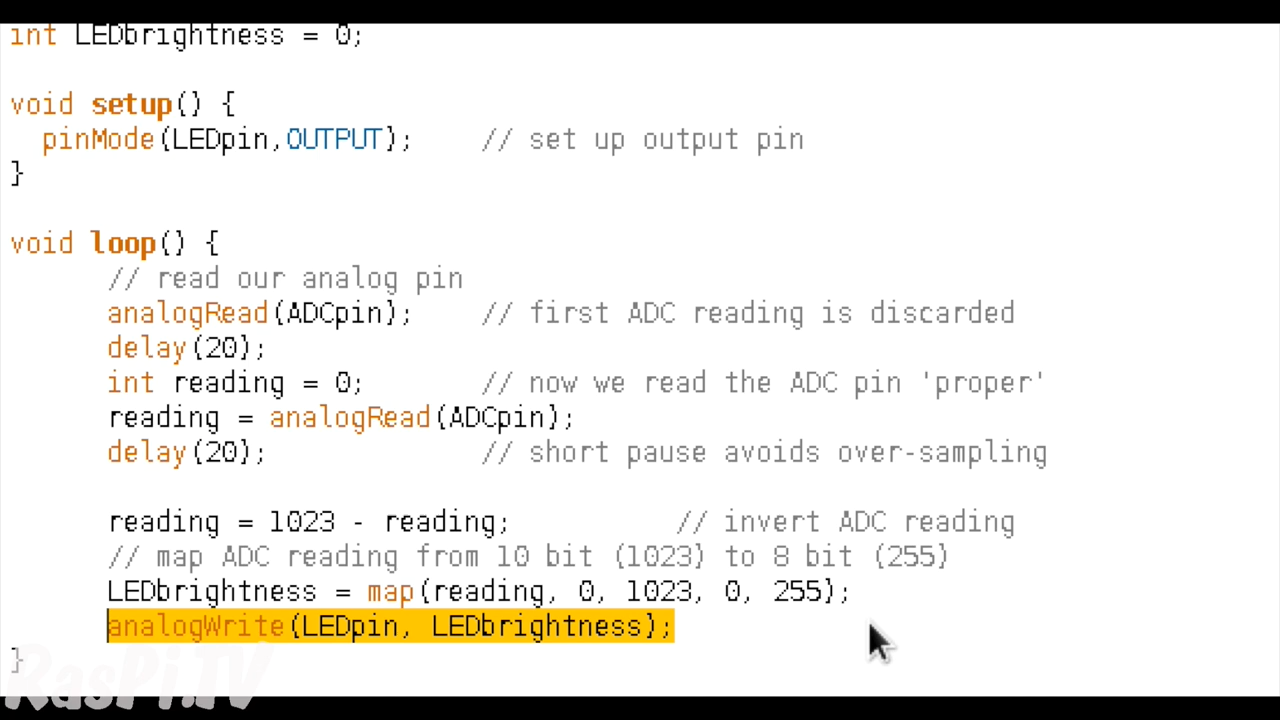 int LEDbrightness = 0;
void setup() {
pinMode(LEDpin,OUTPUT);     // set up output pin
}
void loop() {
// read our analog pin
analogRead(ADCpin);     // first ADC reading is discarded
delay(20);
int reading = 0;        // now we read the ADC pin 'proper'
reading = analogRead(ADCpin);
delay(20);              // short pause avoids over-sampling
reading = 1023 - reading;           // invert ADC reading
// map ADC reading from 10 bit (1023) to 8 bit (255)
LEDbrightness = map(reading, 0, 1023, 0, 255);
analogWrite(LEDpin, LEDbrightness);
}
RasPi.TV